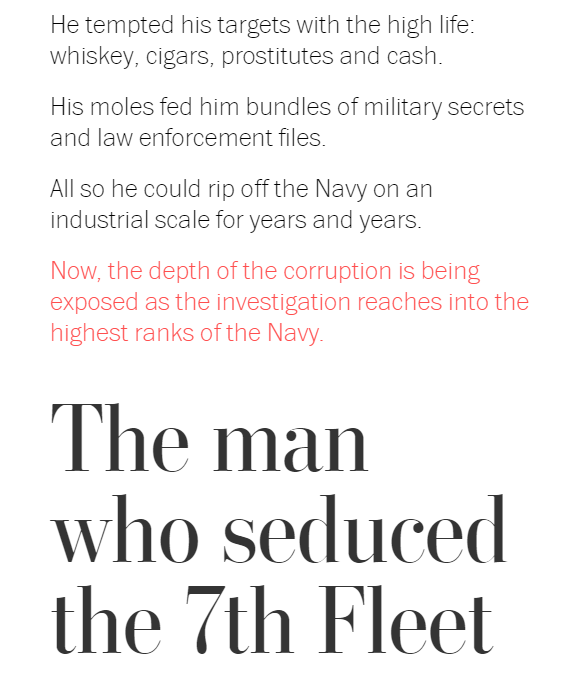 He tempted his targets with the high life:
whiskey, cigars, prostitutes and cash.
His moles fed him bundles of military secrets
and law enforcement files.
All so he could rip off the Navy on an
industrial scale for years and years.
Now, the depth of the corruption is being
exposed as the investigation reaches into the
highest ranks of the Navy.
The man
who seduced
the 7th Fleet